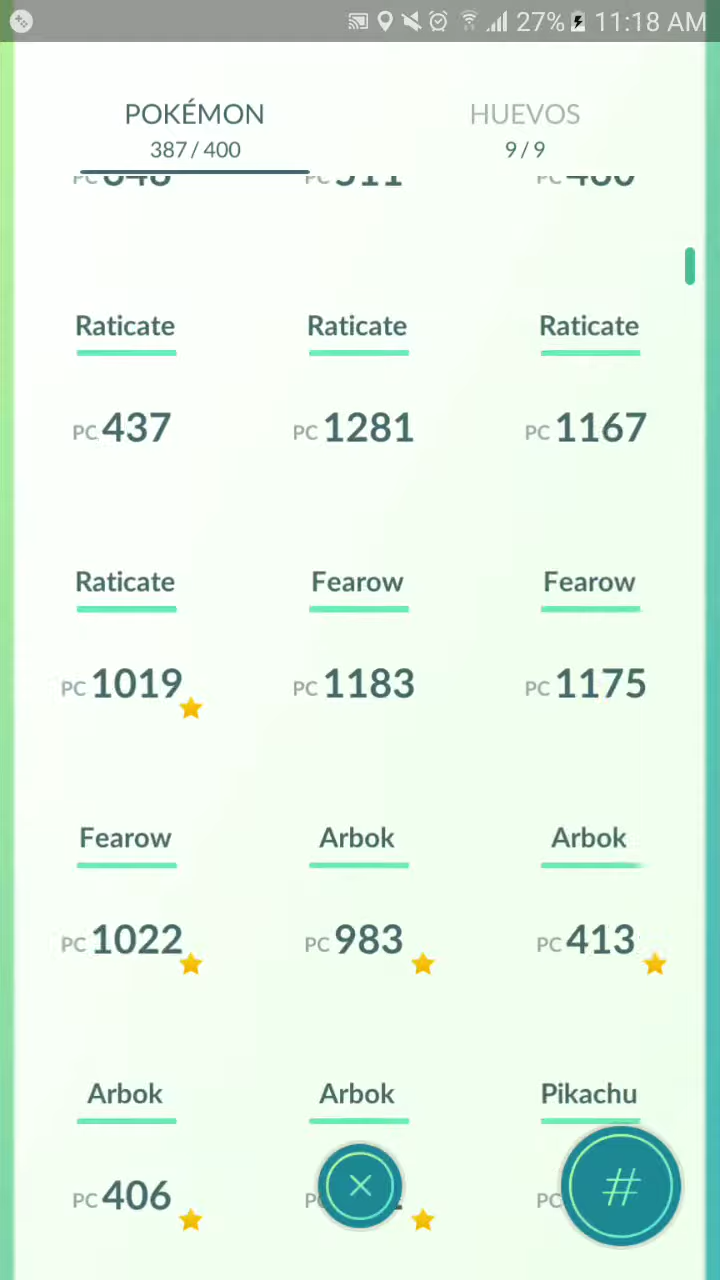 27% 11:18 AM
POKÉMON HUEVOS
387/400 9/9
Raticate Raticate Raticate
PC 437 PC 1281 PC 1167
Raticate Fearow Fearow
PC 1019 PC 1183 PC 1175
Fearow Arbok Arbok
PC 1022 PC 983 PC 413
Arbok Arbok Pikachu
PC 406 PC
#